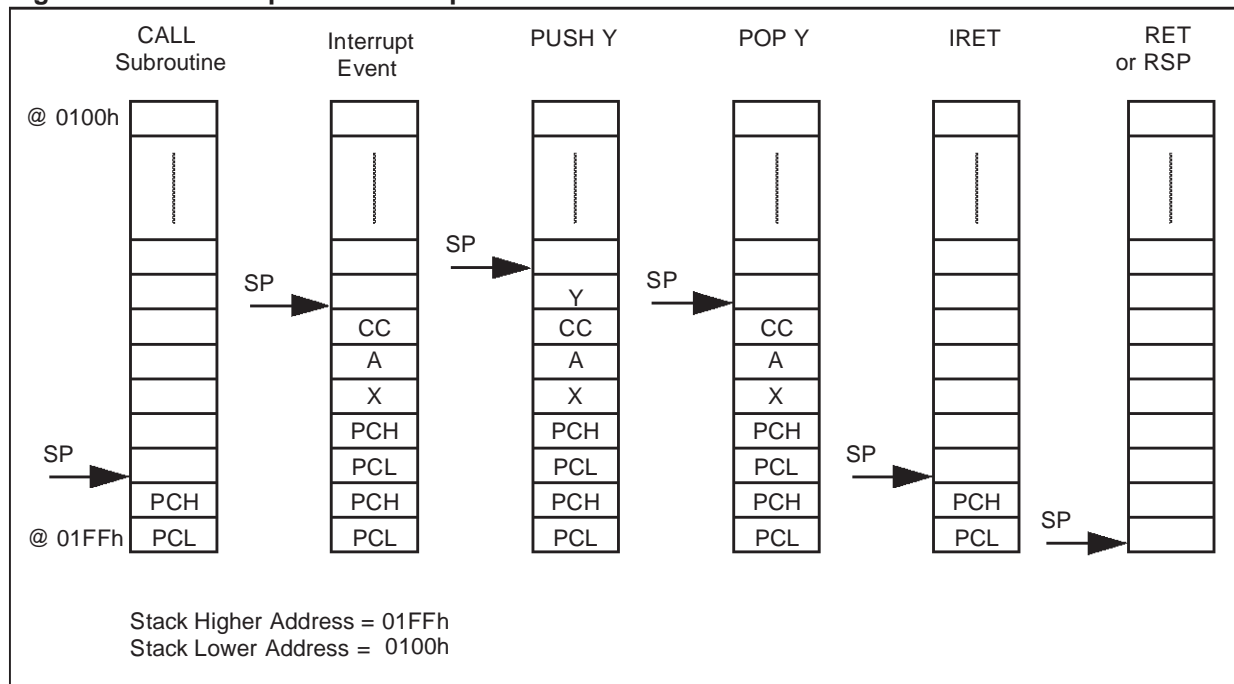 CALL
Subroutine
Interrupt
Event
PUSH Y
POP Y
IRET
RET
or RSP
@ 0100h
SP
SP
SP
Y
CC CC CC
A A A
X X X
PCH PCH PCH
SP
SP
PCL PCL PCL
PCH PCH PCH PCH PCH
SP
@ 01FFh PCL PCL PCL PCL PCL
Stack Higher Address = 01FFh
Stack Lower Address = 0100h